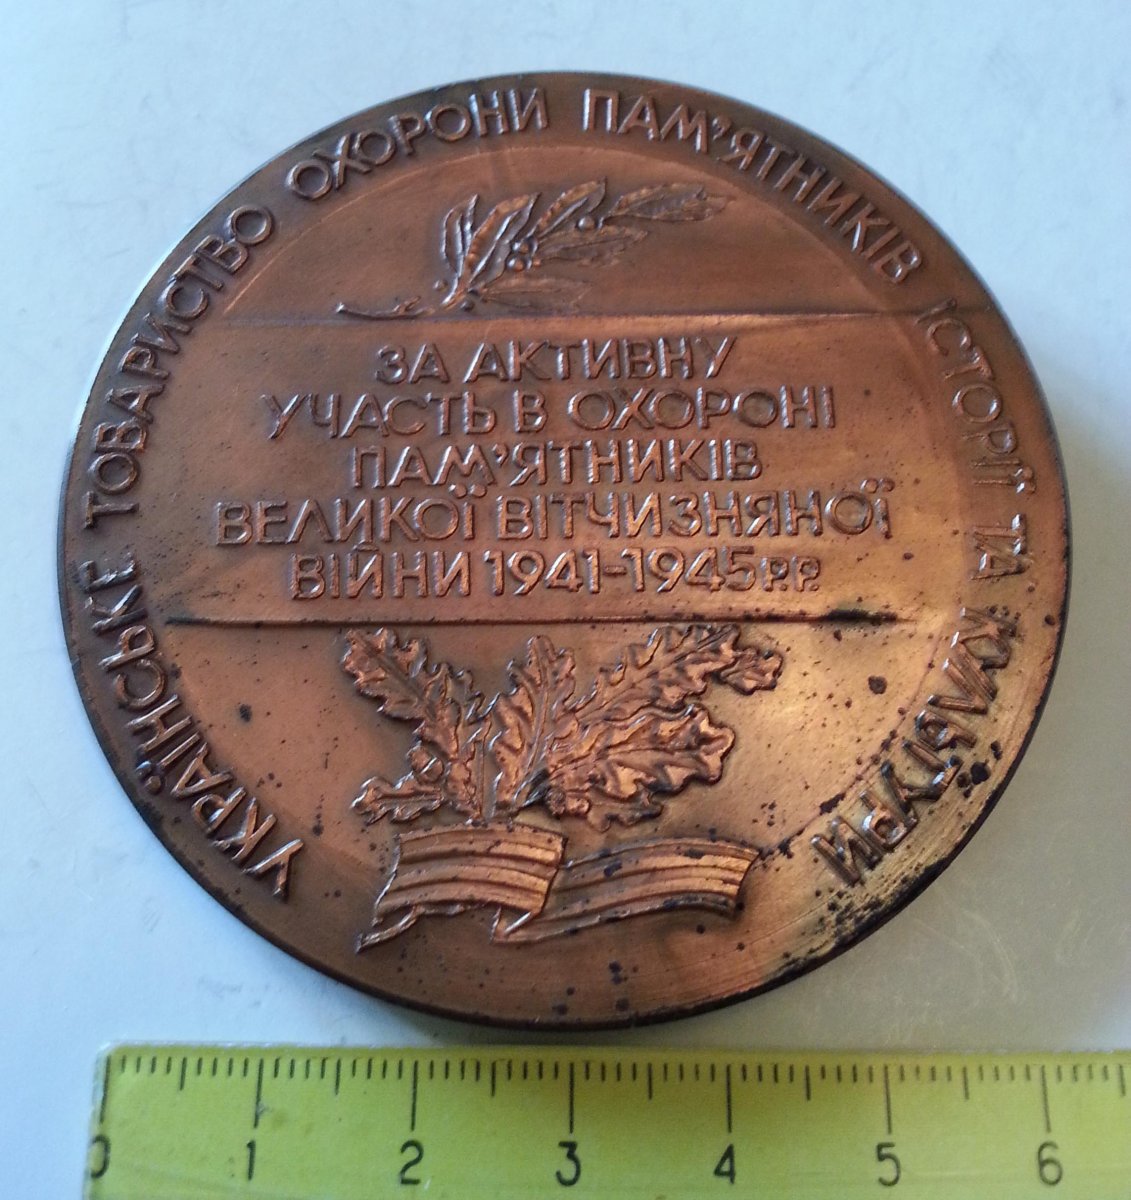 УКРАЇНСЬКЕ ТОВАРИСТВО ОХОРОНИ ПАМ'ЯТНИКІВ ІСТОРІЇ ТА КУЛЬТУРИ
ЗА АКТИВНУ
УЧАСТЬ В ОХОРОНІ
ПАМ'ЯТНИКІВ
ВЕЛИКОЇ ВІТЧИЗНЯНОЇ
ВІЙНИ 1941-1945Р.Р.
0 1 2 3 4 5 6